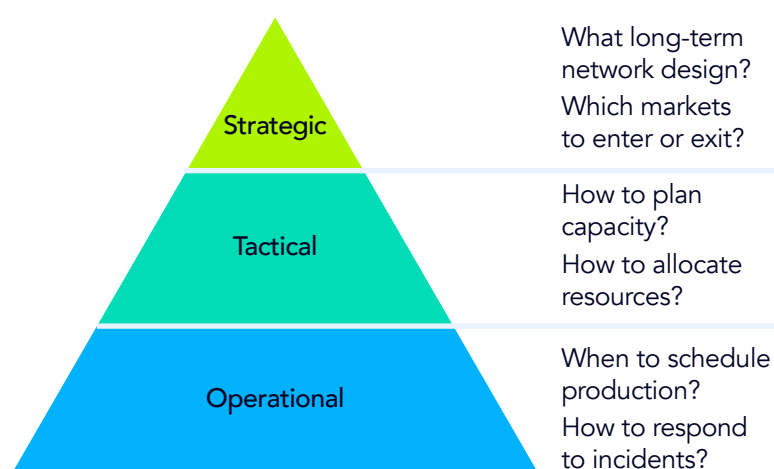 What long-term
network design?
Which markets
to enter or exit?
Strategic
How to plan
capacity?
How to allocate
resources?
Tactical
When to schedule
production?
How to respond
to incidents?
Operational